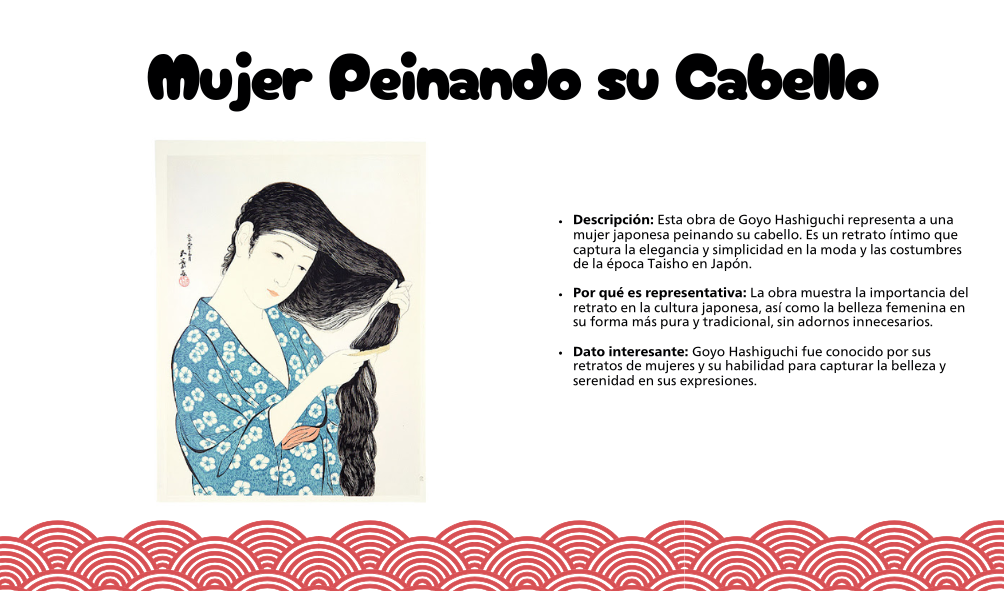 Mujer Peinando su Cabello
• Descripción: Esta obra de Goyo Hashiguchi representa a una
mujer japonesa peinando su cabello. Es un retrato íntimo que
captura la elegancia y simplicidad en la moda y las costumbres
de la época Taisho en Japón.
• Por qué es representativa: La obra muestra la importancia del
retrato en la cultura japonesa, así como la belleza femenina en
su forma más pura y tradicional, sin adornos innecesarios.
• Dato interesante: Goyo Hashiguchi fue conocido por sus
retratos de mujeres y su habilidad para capturar la belleza y
serenidad en sus expresiones.